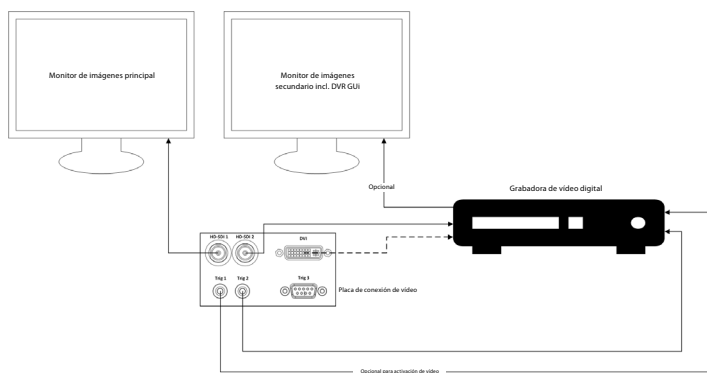 Monitor de imágenes principal
Monitor de imágenes
secundario incl. DVR GUi
Opcional
Grabadora de vídeo digital
HD-SDI 1
HD-SDI 2
DVI
Trig 1
Trig 2
Trig 3
Placa de conexión de vídeo
Opcional para activación de vídeo